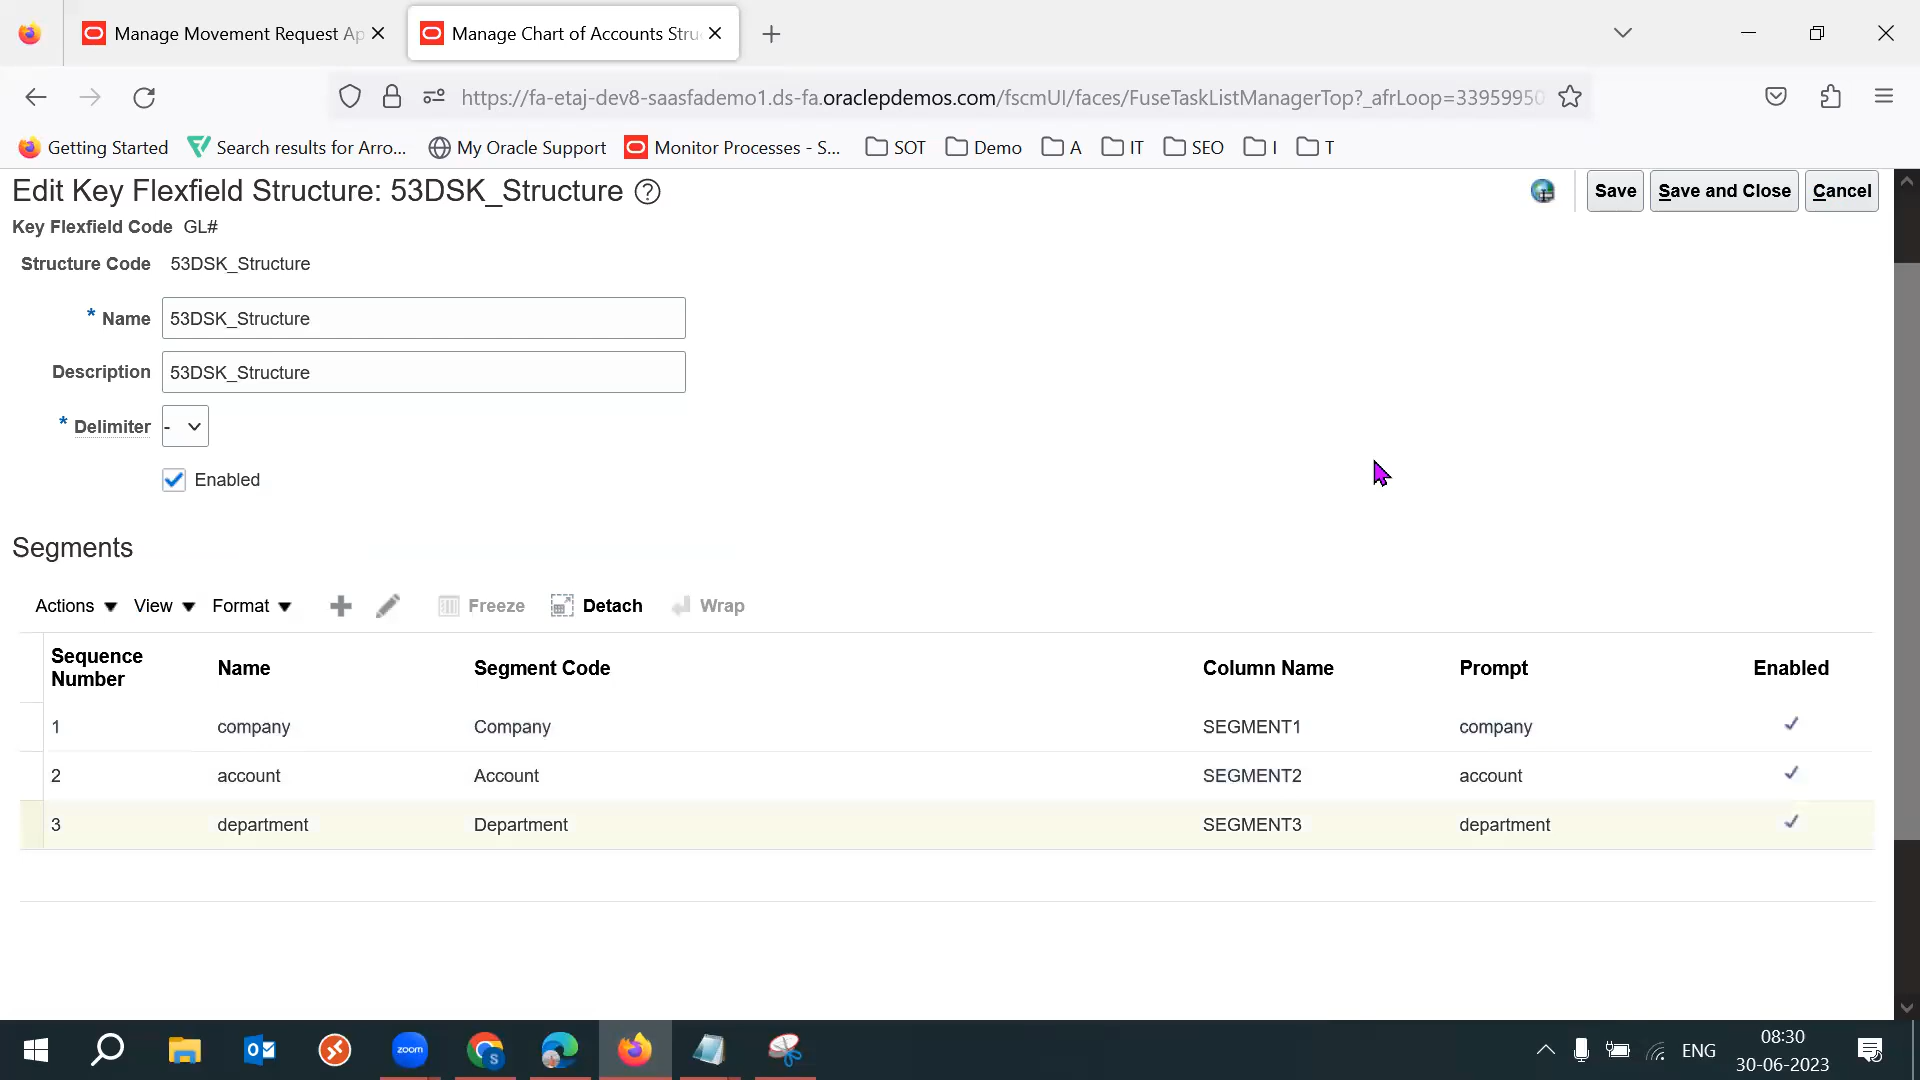 Manage Movement Request Ap
Manage Chart of Accounts Stru
https://fa-etaj-dev8-saasfademo1.ds-fa.oraclepdemos.com/fscmUI/faces/FuseTaskListManagerTop?_afrLoop=33959950
Getting Started
Search results for Arro...
My Oracle Support
Monitor Processes - S...
SOT
Demo
A
IT
SEO
I
T
Edit Key Flexfield Structure: 53DSK_Structure
Save
Save and Close
Cancel
Key Flexfield Code GL#
Structure Code 53DSK_Structure
* Name 53DSK_Structure
Description 53DSK_Structure
* Delimiter -
Enabled
Segments
Actions
View
Format
Freeze
Detach
Wrap
Sequence Number Name Segment Code Column Name Prompt Enabled
1 company Company SEGMENT1 company
2 account Account SEGMENT2 account
3 department Department SEGMENT3 department
zoom
S
ENG
08:30
30-06-2023